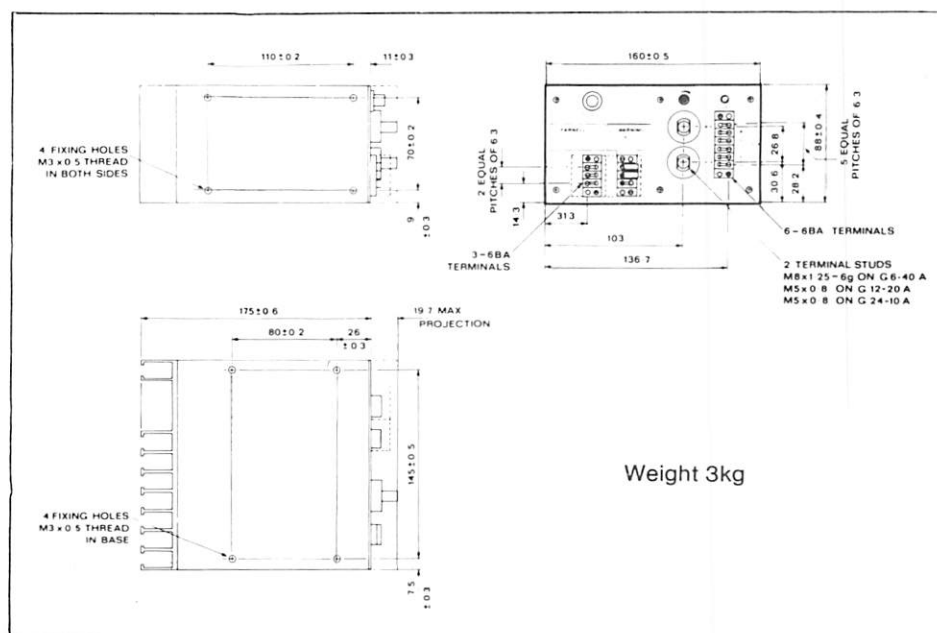 110±0.2
11±0.3
4 FIXING HOLES
M3 x 0.5 THREAD
IN BOTH SIDES
70±0.2
9
±0.3
160±0.5
2 EQUAL
PITCHES OF 6.3
14.3
31.3
3-6BA
TERMINALS
103
136.7
26.8
30.6
28.2
88±0.4
5 EQUAL
PITCHES OF 6.3
6-6BA TERMINALS
2 TERMINAL STUDS
M8x1.25-6g ON G6-40 A
M5x0.8 ON G 12-20 A
M5x0.8 ON G 24-10 A
175±0.6
19.7 MAX
PROJECTION
80±0.2
26
±0.3
145±0.5
4 FIXING HOLES
M3 x 0.5 THREAD
IN BASE
7.5
±0.3
Weight 3kg